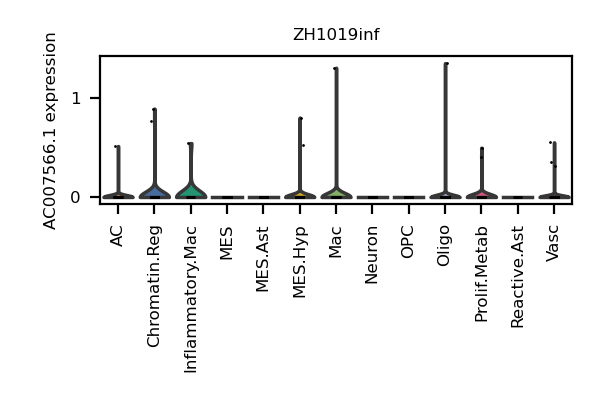 ZH1019inf
AC007566.1 expression
1
0
AC
Chromatin.Reg
Inflammatory.Mac
MES
MES.Ast
MES.Hyp
Mac
Neuron
OPC
Oligo
Prolif.Metab
Reactive.Ast
Vasc